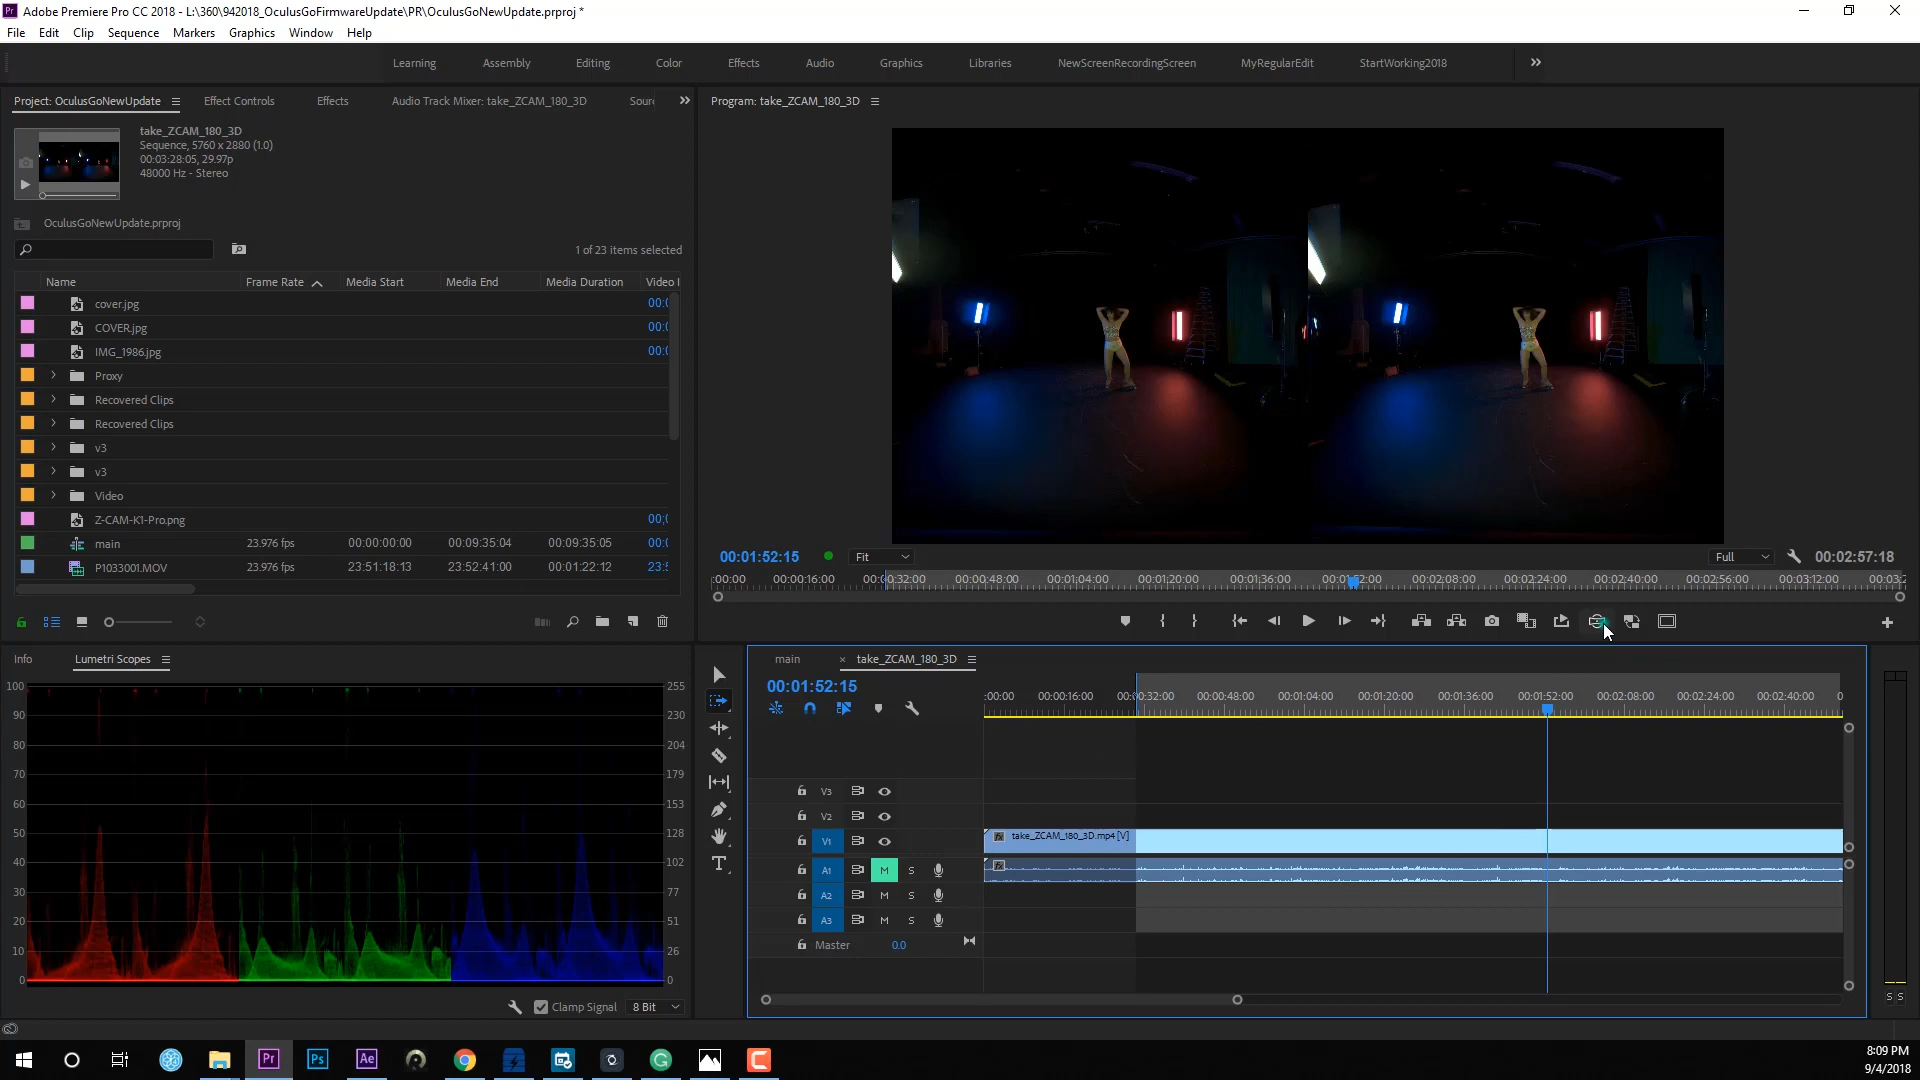 Pr Adobe Premiere Pro CC 2018 - L:\360\942018_OculusGoFirmwareUpdate\PR\OculusGoNewUpdate.prproj *
File Edit Clip Sequence Markers Graphics Window Help
Learning Assembly Editing Color Effects Audio Graphics Libraries NewScreenRecordingScreen MyRegularEdit StartWorking2018
Project: OculusGoNewUpdate Effect Controls Effects Audio Track Mixer: take_ZCAM_180_3D Sourc
Program: take_ZCAM_180_3D
take_ZCAM_180_3D
Sequence, 5760 x 2880 (1.0)
00:03:28:05, 29.97p
48000 Hz - Stereo
OculusGoNewUpdate.prproj
1 of 23 items selected
Name Frame Rate Media Start Media End Media Duration Video I
cover.jpg 00:(
COVER.jpg 00:(
IMG_1986.jpg 00:(
Proxy
Recovered Clips
Recovered Clips
v3
v3
Video
Z-CAM-K1-Pro.png 00;(
main 23.976 fps 00:00:00:00 00:09:35:04 00:09:35:05 00:(
P1033001.MOV 23.976 fps 23:51:18:13 23:52:41:00 00:01:22:12 23:5
00:01:52:15 Fit Full 00:02:57:18
:00:00 00:00:16:00 00:00:32:00 00:00:48:00 00:01:04:00 00:01:20:00 00:01:36:00 00:01:52:00 00:02:08:00 00:02:24:00 00:02:40:00 00:02:56:00 00:03:12:00 00:03:2
Info Lumetri Scopes
100 255
90 230
80 204
70 179
60 153
50 128
40 102
30 77
20 51
10 26
0 0
Clamp Signal 8 Bit
main × take_ZCAM_180_3D
00:01:52:15
:00:00 00:00:16:00 00:00:32:00 00:00:48:00 00:01:04:00 00:01:20:00 00:01:36:00 00:01:52:00 00:02:08:00 00:02:24:00 00:02:40:00 0
V3
V2
V1 fx take_ZCAM_180_3D.mp4 [V]
A1 M S fx
A2 M S
A3 M S
Master 0.0
S S
Pr Ps Ae
8:09 PM
9/4/2018